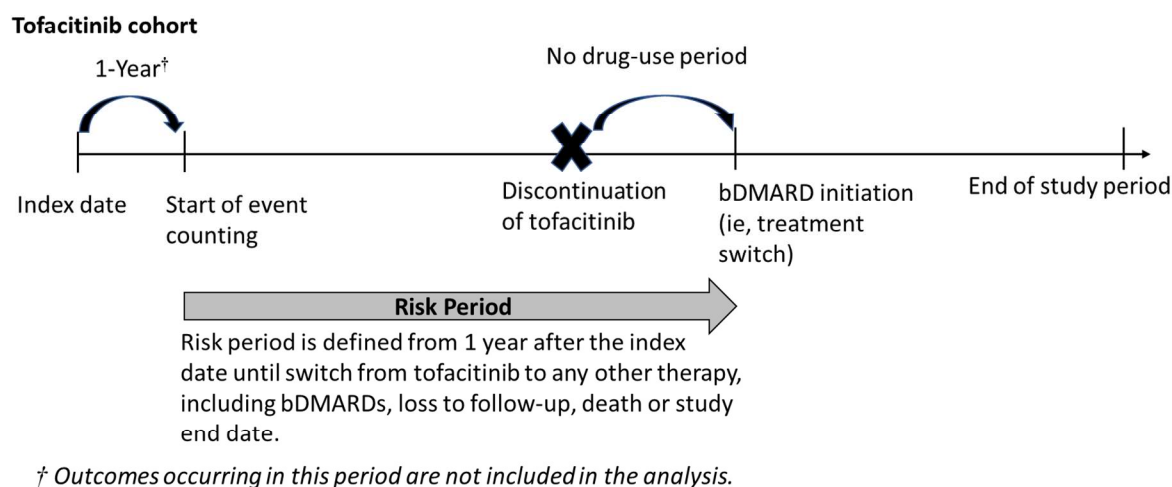 Tofacitinib cohort
1-Year†
No drug-use period
Index date
Start of event
counting
Discontinuation
of tofacitinib
bDMARD initiation
(ie, treatment
switch)
End of study period
Risk Period
Risk period is defined from 1 year after the index
date until switch from tofacitinib to any other therapy,
including bDMARDs, loss to follow-up, death or study
end date.
† Outcomes occurring in this period are not included in the analysis.